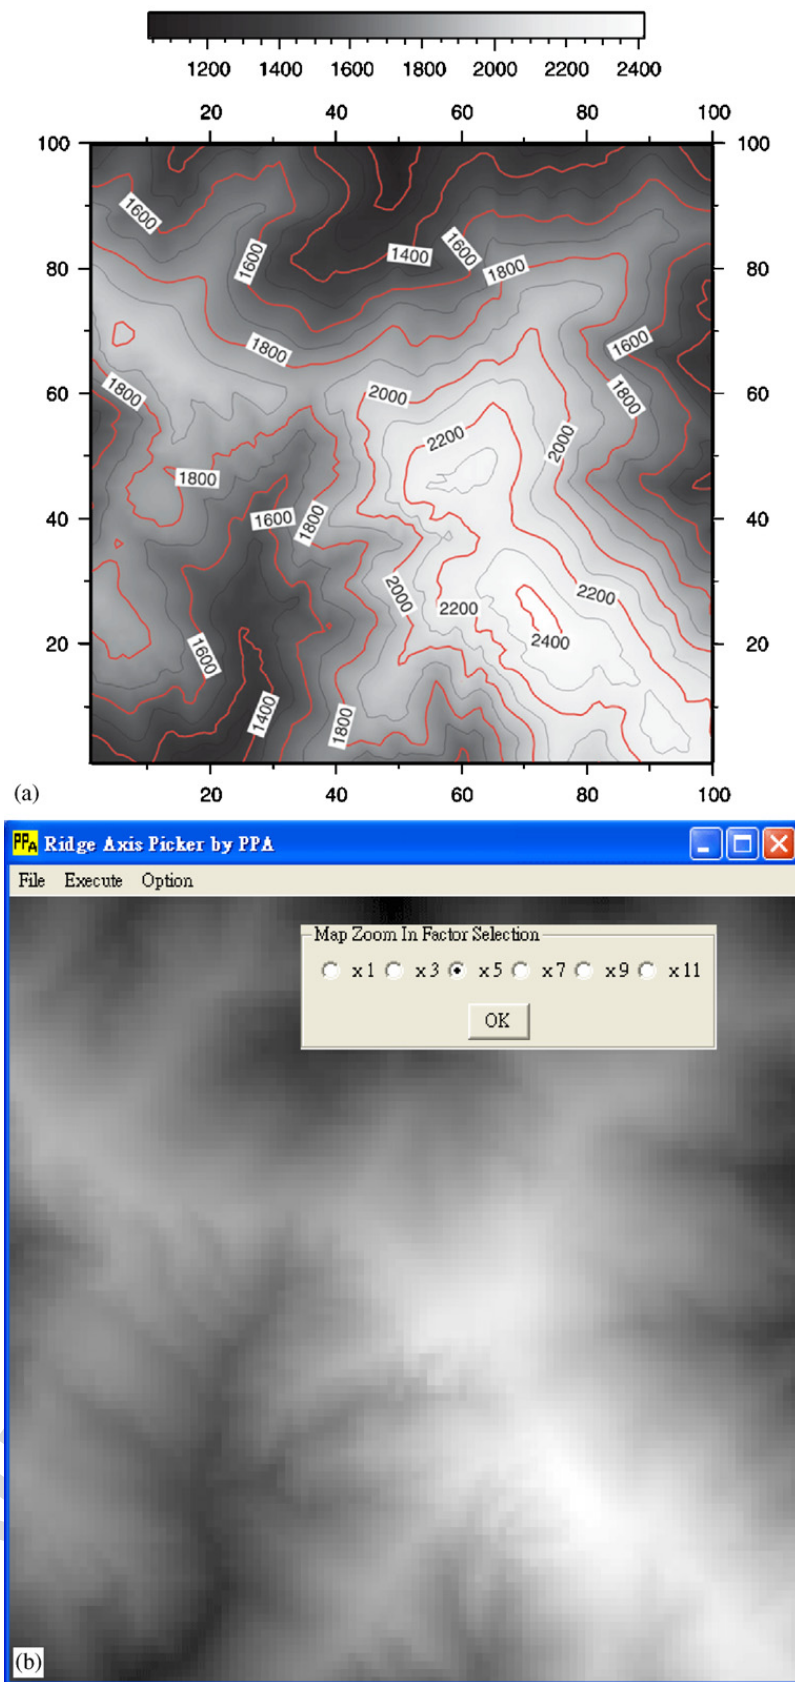 1200 1400 1600 1800 2000 2200 2400
20 40 60 80 100
100 100
1600
1600
1400
1600
1800
80 80
1800
1600
1800
2000
1800
60 60
2200
2000
1800
1600
1800
40 40
2000
2200
2200
1600
2400
20 20
1400
1800
(a)
20 40 60 80 100
PPA Ridge Axis Picker by PPA
File Execute Option
Map Zoom In Factor Selection
x1 x3 x5 x7 x9 x11
OK
(b)